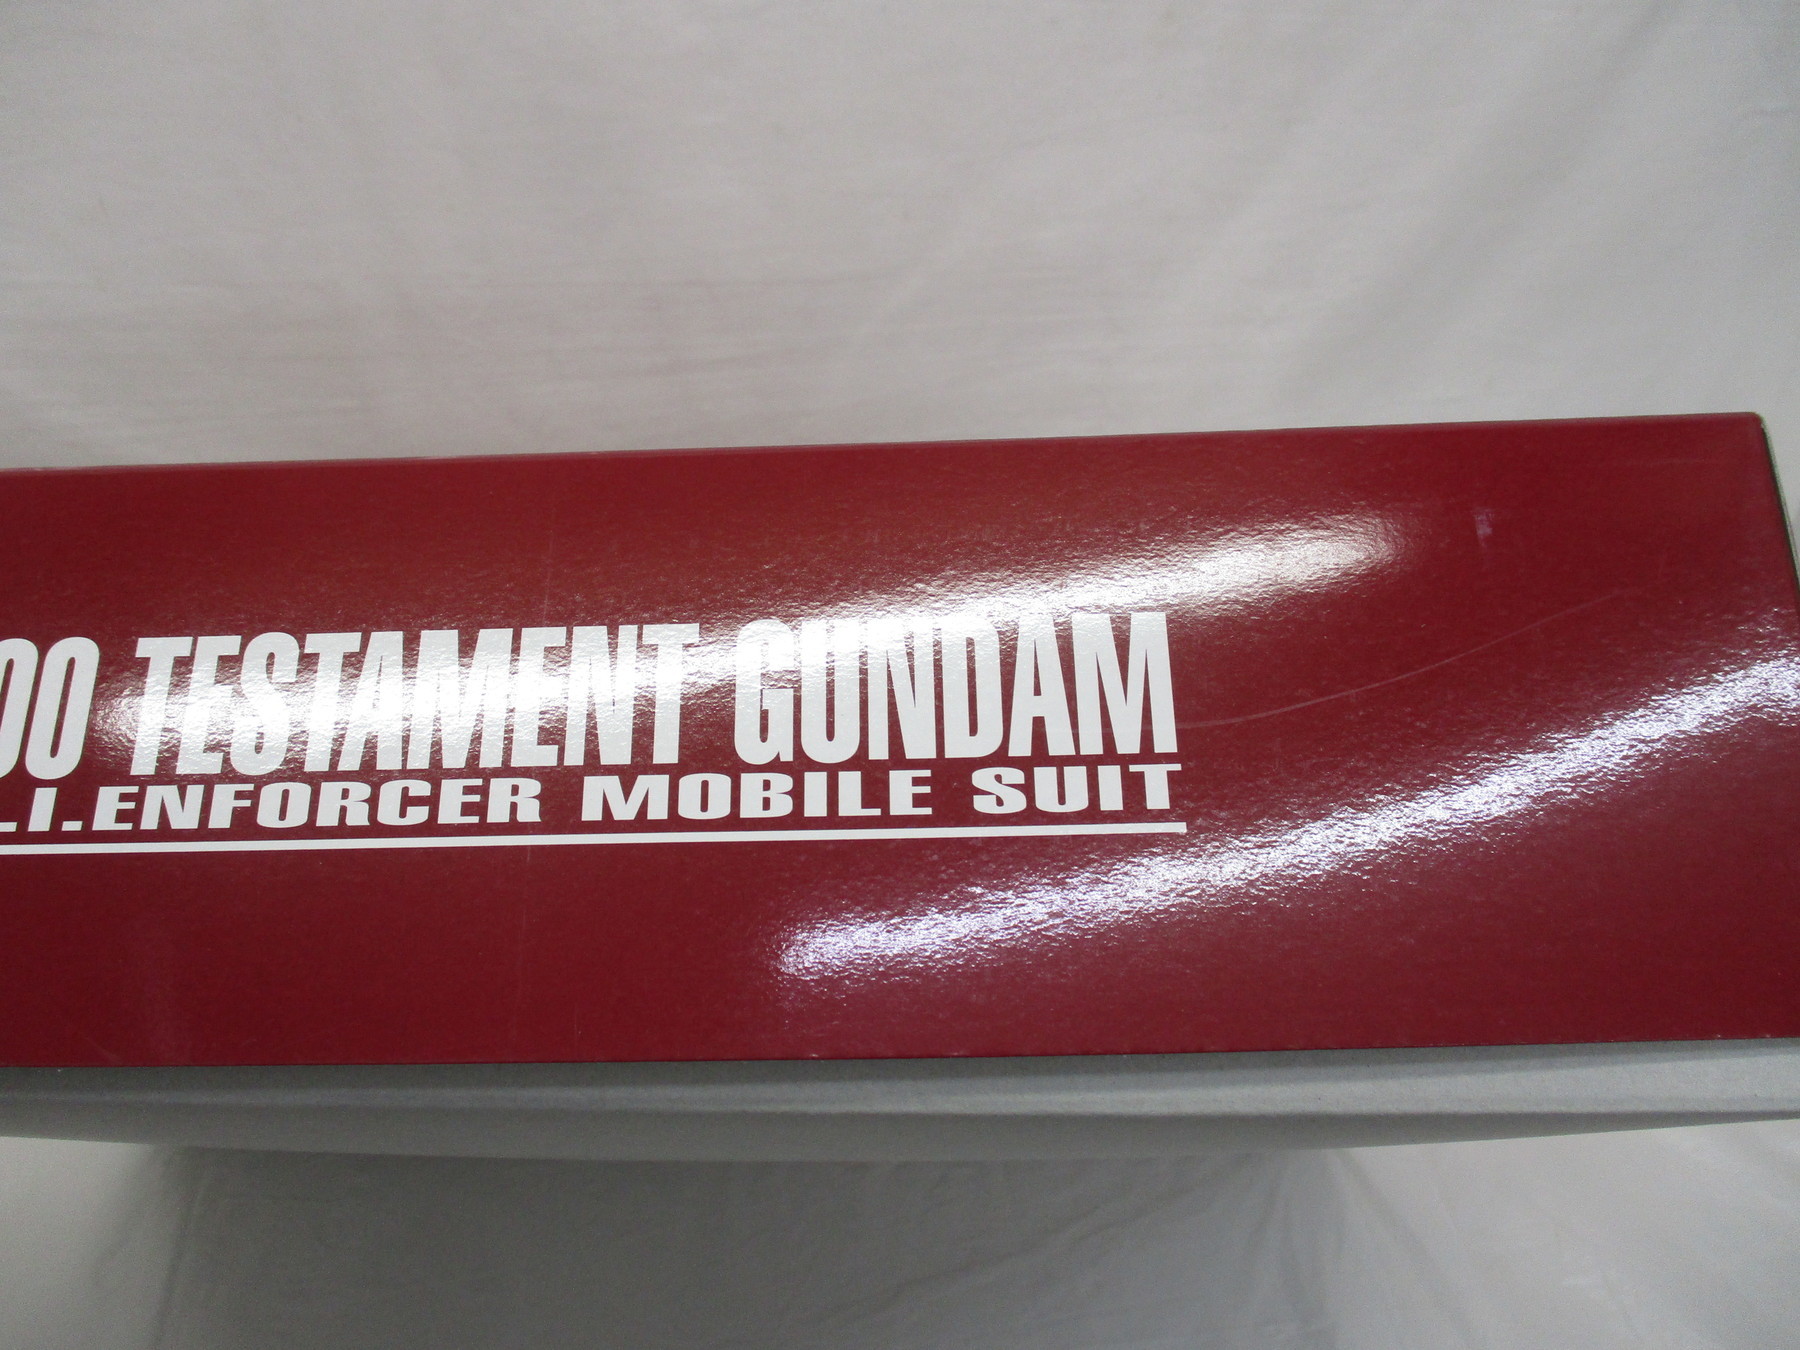 00 TESTAMENT GUNDAM
.I.ENFORCER MOBILE SUIT